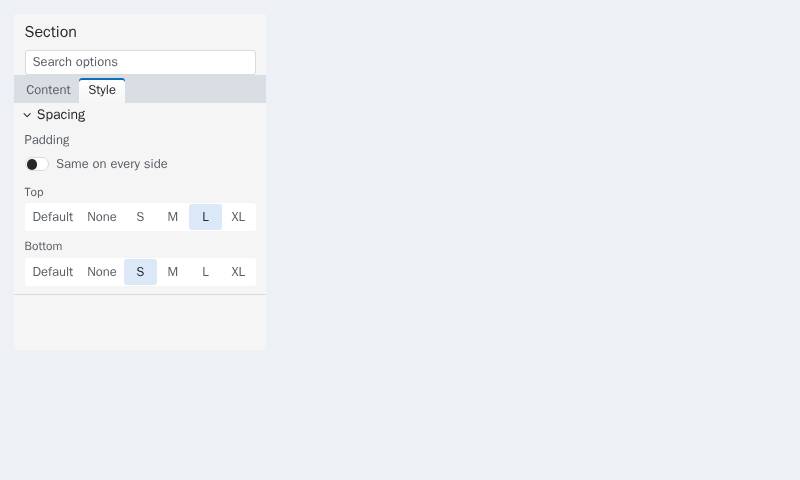 Section
Search options
Content Style
Spacing
Padding
Same on every side
Top
Default None S M L XL
Bottom
Default None S M L XL